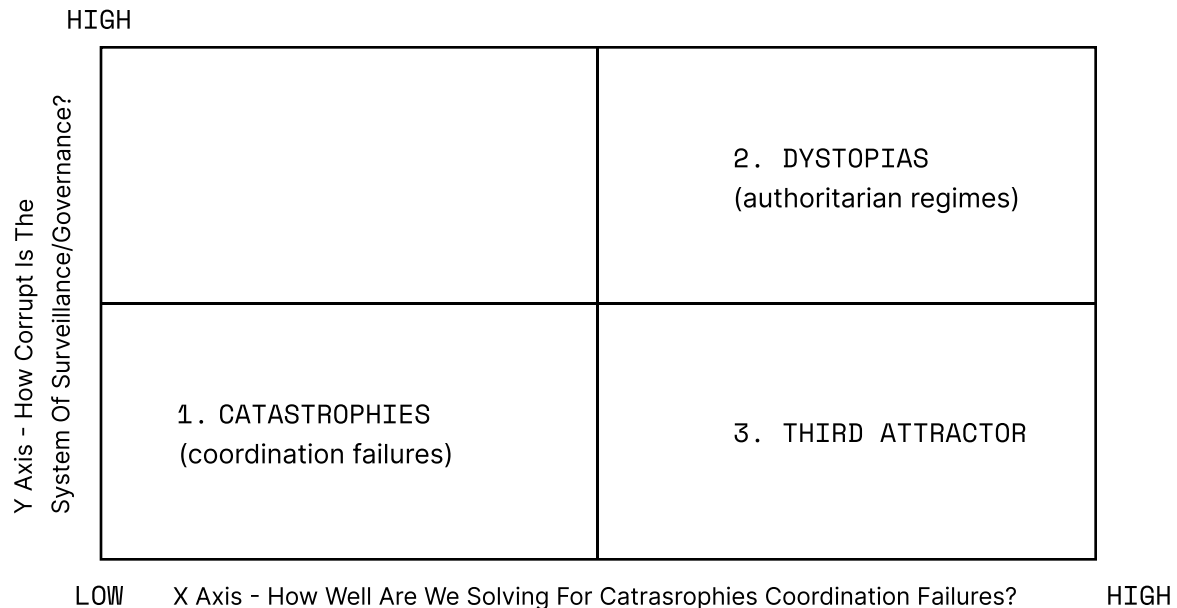 HIGH
Y Axis - How Corrupt Is The
System Of Surveillance/Governance?
2. DYSTOPIAS
(authoritarian regimes)
1. CATASTROPHIES
(coordination failures)
3. THIRD ATTRACTOR
LOW
X Axis - How Well Are We Solving For Catrasrophies Coordination Failures?
HIGH